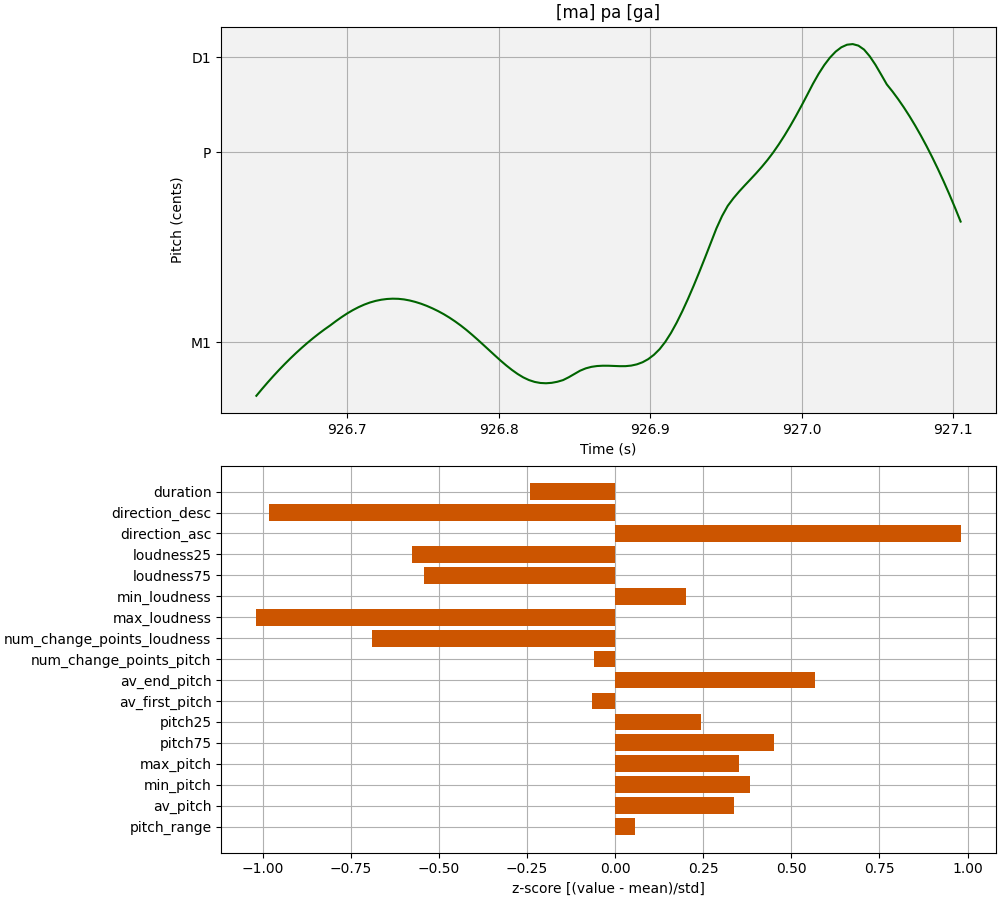 [ma] pa [ga]
D1
P
M1
Pitch (cents)
926.7 926.8 926.9 927.0 927.1
Time (s)
duration
direction_desc
direction_asc
loudness25
loudness75
min_loudness
max_loudness
num_change_points_loudness
num_change_points_pitch
av_end_pitch
av_first_pitch
pitch25
pitch75
max_pitch
min_pitch
av_pitch
pitch_range
−1.00 −0.75 −0.50 −0.25 0.00 0.25 0.50 0.75 1.00
z-score [(value - mean)/std]